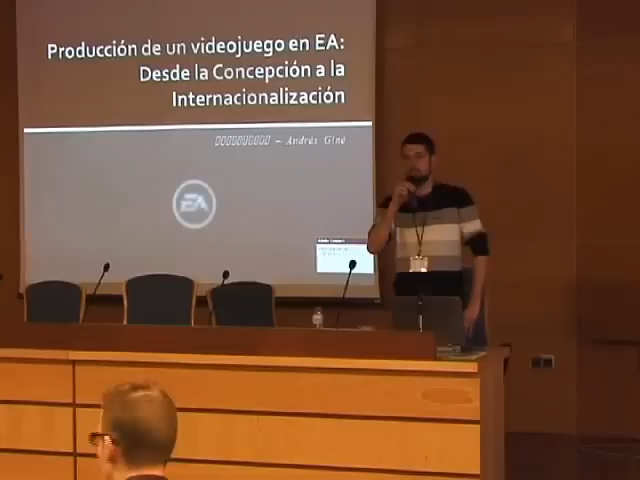 Producción de un videojuego en EA:
Desde la Concepción a la
Internacionalización
– Andrés Giné
EA